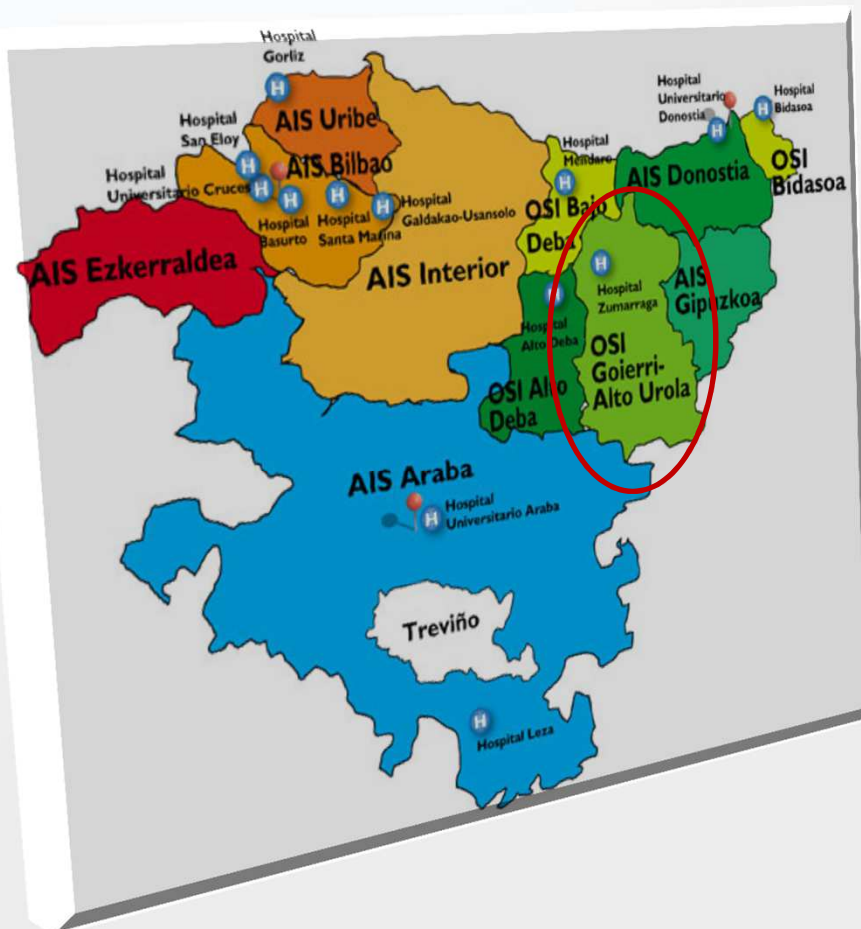 Hospital
Gorliz
AIS Uribe
Hospital
San Eloy
AIS Bilbao
Hospital
Universitario Cruces
Hospital
Basurto
Hospital
Santa Marina
Hospital
Galdakao-Usansolo
AIS Ezkerraldea
AIS Interior
Hospital
Mendaro
OSI Bajo
Deba
Hospital
Universitario
Donostia
Hospital
Bidasoa
AIS Donostia
OSI
Bidasoa
Hospital
Zumarraga
AIS
Gipuzkoa
Hospital
Alto Deba
OSI
Goierri-
Alto Urola
OSI Alto
Deba
AIS Araba
Hospital
Universitario Araba
Treviño
Hospital Leza
H
H
H
H
H
H
H
H
H
H
H
H
H